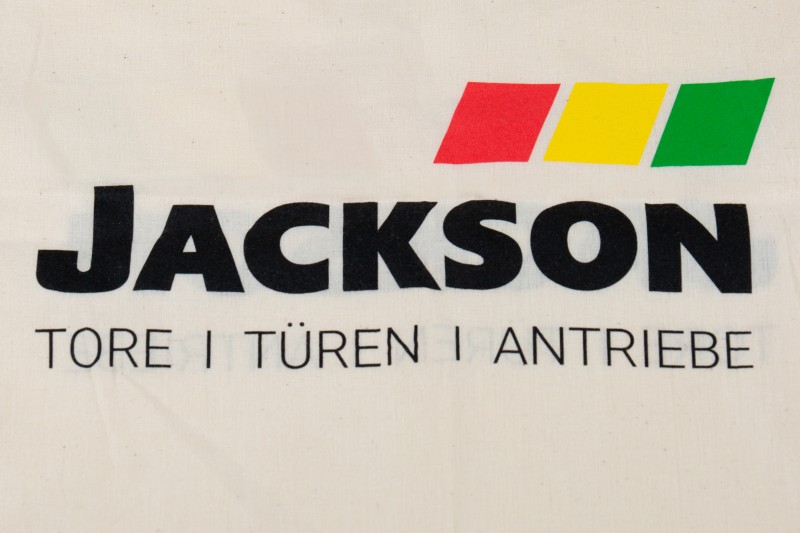 JACKSON
TORE | TÜREN | ANTRIEBE